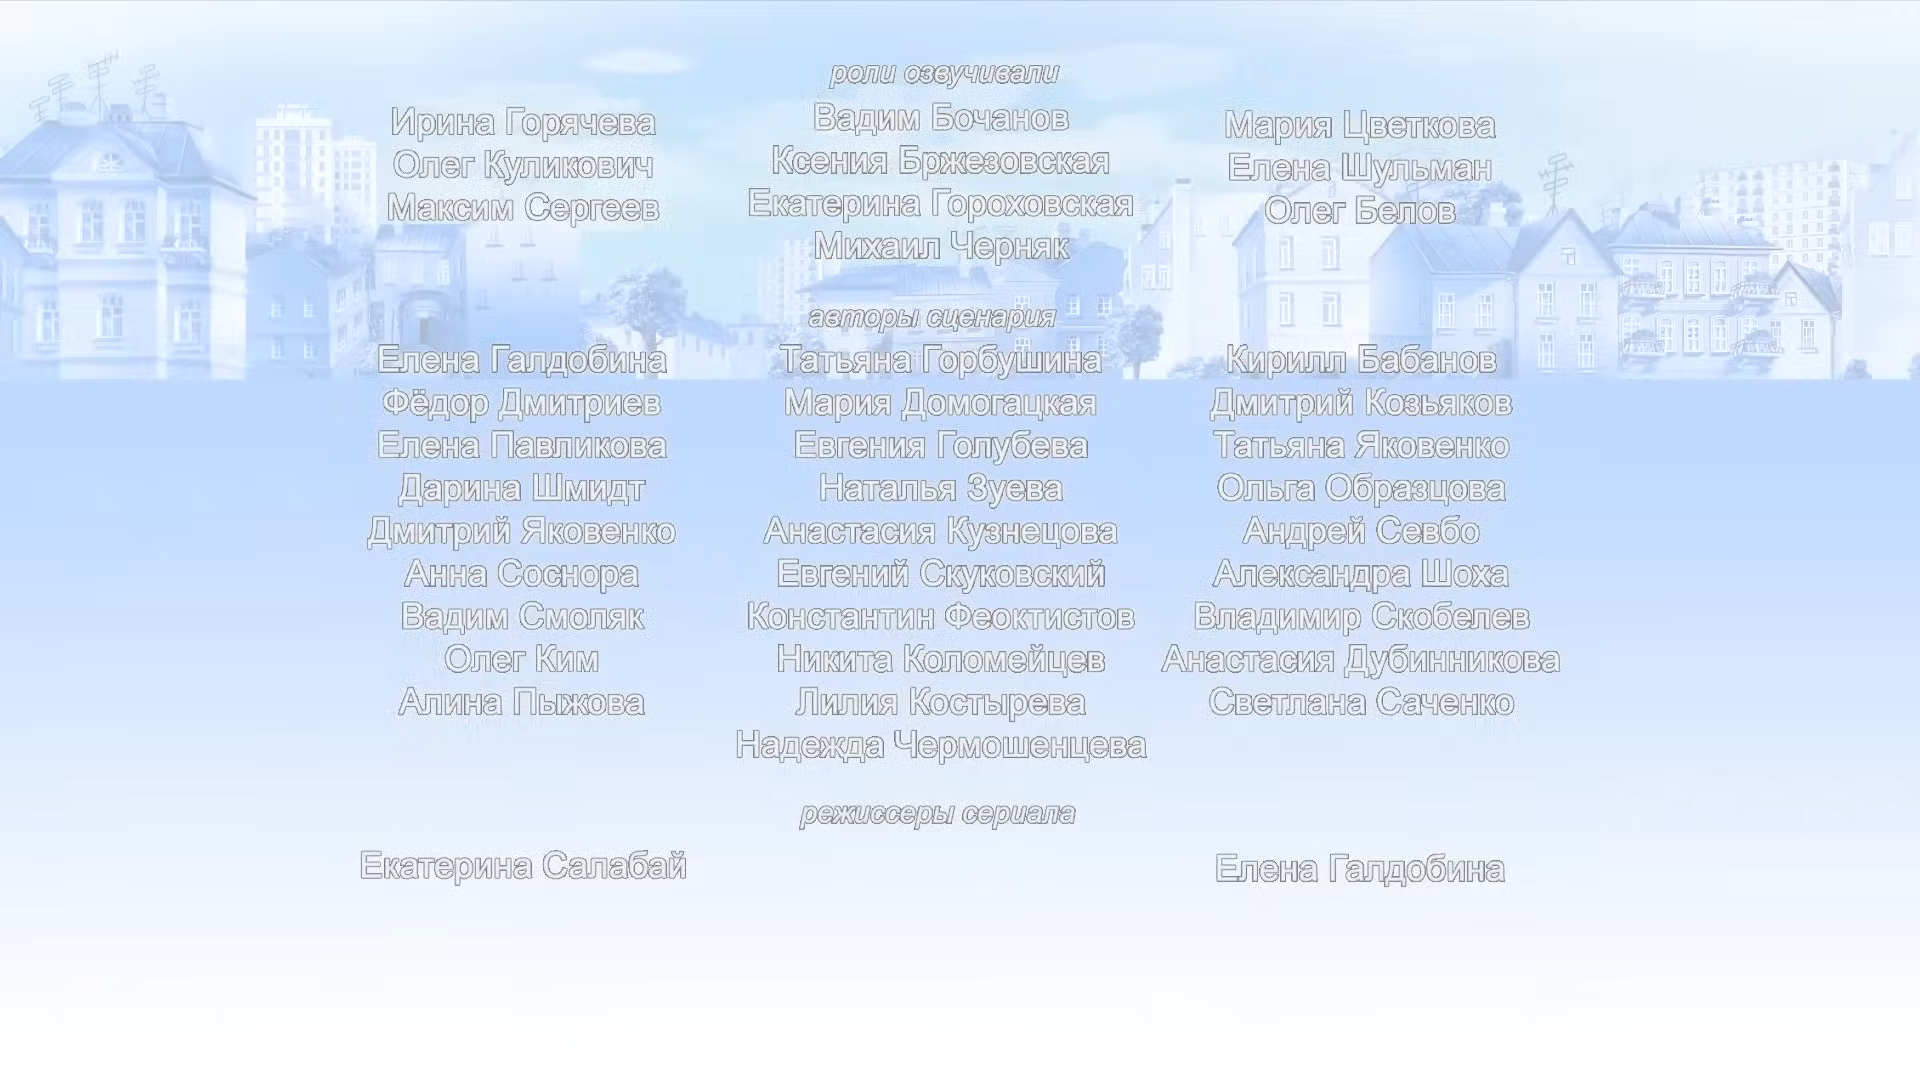 роли озвучивали
Ирина Горячева Вадим Бочанов Мария Цветкова
Олег Куликович Ксения Бржезовская Елена Шульман
Максим Сергеев Екатерина Гороховская Олег Белов
Михаил Черняк
авторы сценария
Елена Галдобина Татьяна Горбушина Кирилл Бабанов
Фёдор Дмитриев Мария Домогацкая Дмитрий Козьяков
Елена Павликова Евгения Голубева Татьяна Яковенко
Дарина Шмидт Наталья Зуева Ольга Образцова
Дмитрий Яковенко Анастасия Кузнецова Андрей Севбо
Анна Соснора Евгений Скуковский Александра Шоха
Вадим Смоляк Константин Феоктистов Владимир Скобелев
Олег Ким Никита Коломейцев Анастасия Дубинникова
Алина Пыжова Лилия Костырева Светлана Саченко
Надежда Чермошенцева
режиссеры сериала
Екатерина Салабай Елена Галдобина